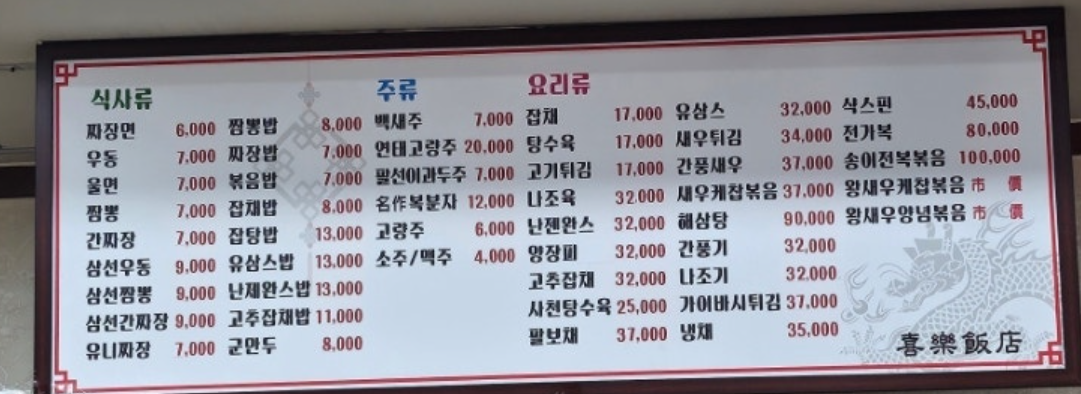 식사류
짜장면 6,000
우동 7,000
울면 7,000
짬뽕 7,000
간짜장 7,000
삼선우동 9,000
삼선짬뽕 9,000
삼선간짜장 9,000
유니짜장 7,000
짬뽕밥 8,000
짜장밥 7,000
볶음밥 7,000
잡채밥 8,000
잡탕밥 13,000
유삼스밥 13,000
난제완스밥 13,000
고추잡채밥 11,000
군만두 8,000
주류
백새주 7,000
연태고량주 20,000
팔선이과두주 7,000
名作복분자 12,000
고량주 6,000
소주/맥주 4,000
요리류
잡채 17,000
탕수육 17,000
고기튀김 17,000
나조육 32,000
난젠완스 32,000
양장피 32,000
고추잡채 32,000
사천탕수육 25,000
팔보채 37,000
유삼스 32,000
새우튀김 34,000
간풍새우 37,000
새우케찹볶음 37,000
해삼탕 90,000
간풍기 32,000
나조기 32,000
가이바시튀김 37,000
냉채 35,000
식스핀 45,000
전가복 80,000
송이전복볶음 100,000
왕새우케찹볶음 市 價
왕새우양념볶음 市 價
喜樂飯店